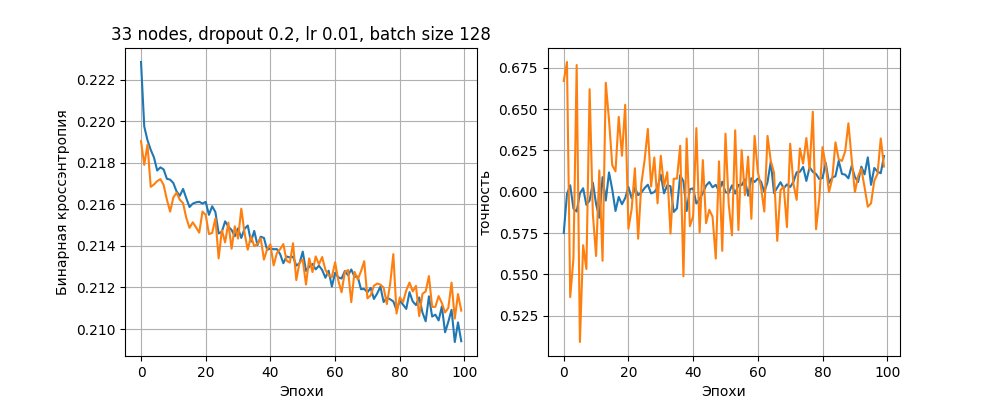 33 nodes, dropout 0.2, lr 0.01, batch size 128
Бинарная кроссэнтропия
0.222
0.220
0.218
0.216
0.214
0.212
0.210
0 20 40 60 80 100
Эпохи
точность
0.675
0.650
0.625
0.600
0.575
0.550
0.525
0 20 40 60 80 100
Эпохи